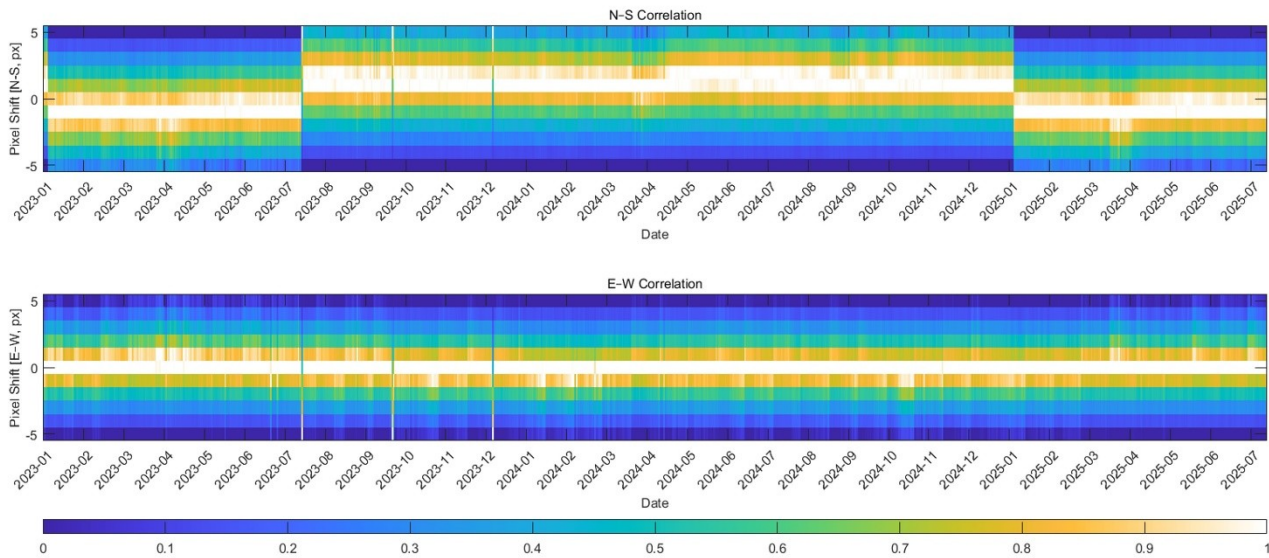 N-S Correlation
Pixel Shift [N-S, px]
5
0
-5
2023-01 2023-02 2023-03 2023-04 2023-05 2023-06 2023-07 2023-08 2023-09 2023-10 2023-11 2023-12 2024-01 2024-02 2024-03 2024-04 2024-05 2024-06 2024-07 2024-08 2024-09 2024-10 2024-11 2024-12 2025-01 2025-02 2025-03 2025-04 2025-05 2025-06 2025-07
Date
E-W Correlation
Pixel Shift [E-W, px]
5
0
-5
2023-01 2023-02 2023-03 2023-04 2023-05 2023-06 2023-07 2023-08 2023-09 2023-10 2023-11 2023-12 2024-01 2024-02 2024-03 2024-04 2024-05 2024-06 2024-07 2024-08 2024-09 2024-10 2024-11 2024-12 2025-01 2025-02 2025-03 2025-04 2025-05 2025-06 2025-07
Date
0 0.1 0.2 0.3 0.4 0.5 0.6 0.7 0.8 0.9 1